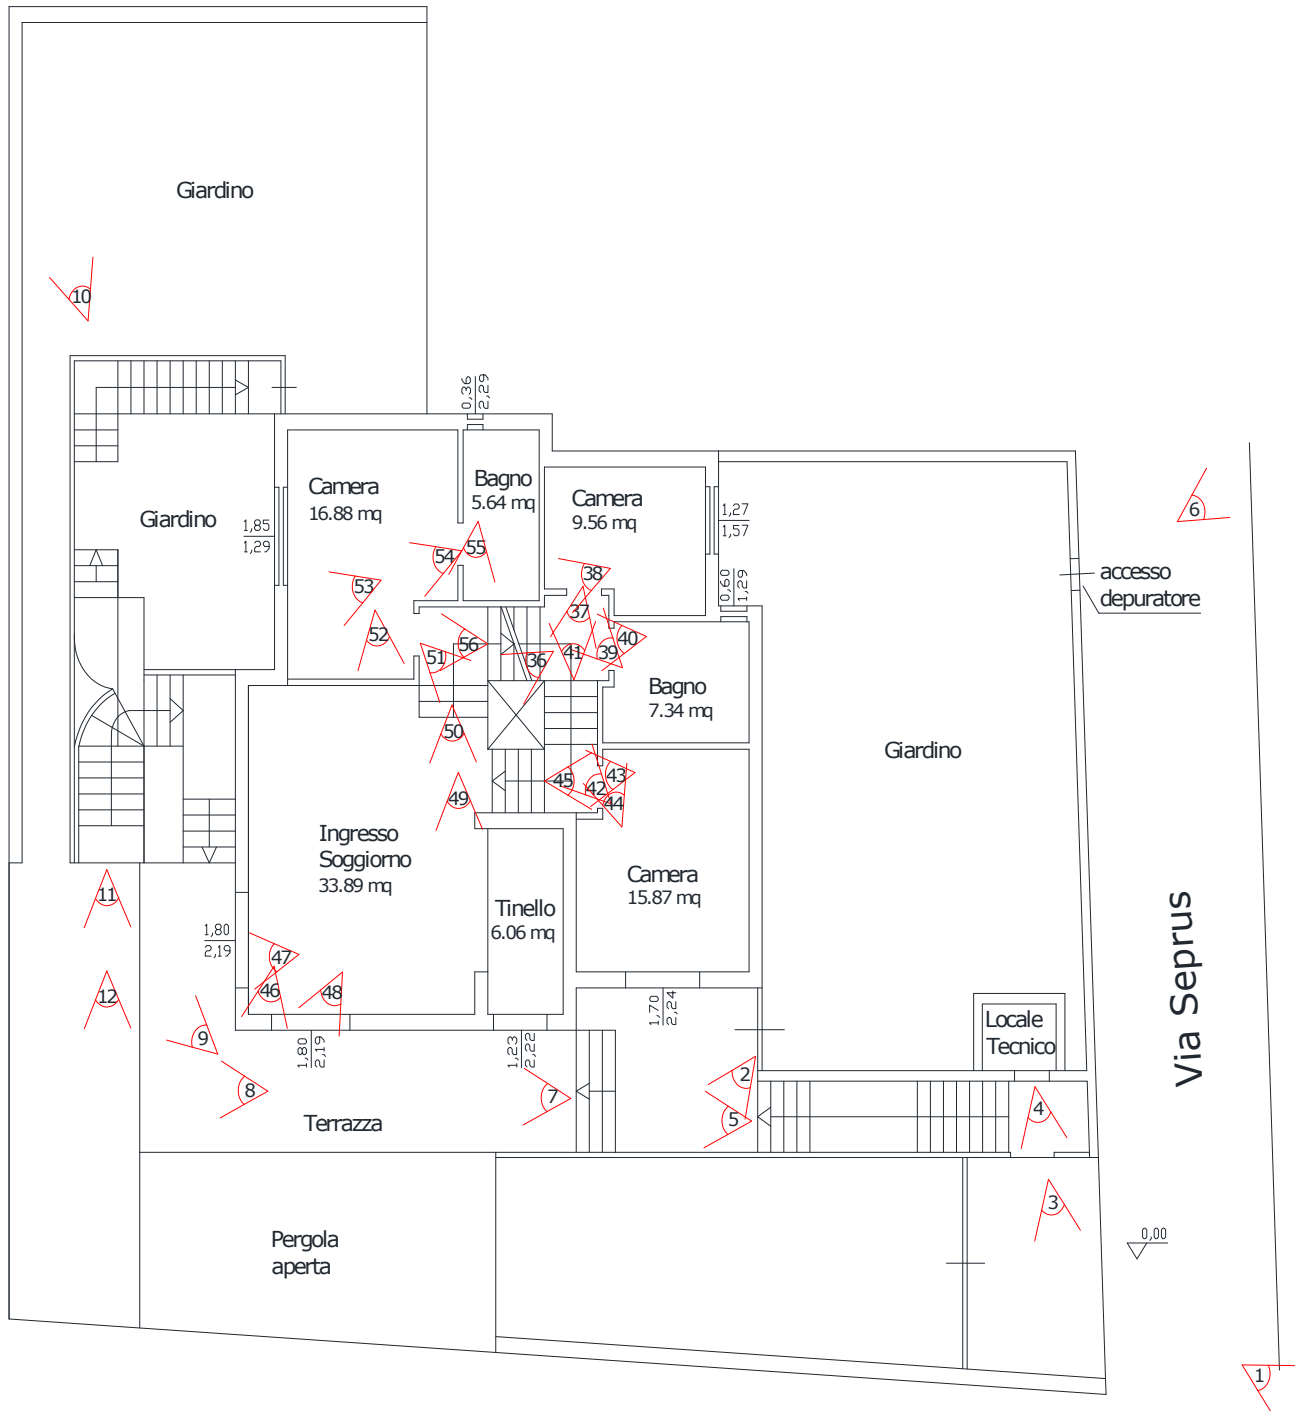 Giardino
10
0,36
2,29
Camera
16.88 mq
Bagno
5.64 mq
Camera
9.56 mq
Giardino
1,85
1,29
1,27
1,57
6
55
54
53
38
0,60
1,29
accesso
depuratore
37
52
51
56
36
41
39
40
Bagno
7.34 mq
50
Giardino
45
42
43
44
49
Ingresso
Soggiorno
33.89 mq
11
Camera
15.87 mq
Tinello
6.06 mq
1,80
2,19
47
46
48
12
9
1,80
2,19
1,23
2,22
1,70
2,24
Locale
Tecnico
Via Seprus
8
7
2
5
4
Terrazza
3
Pergola
aperta
0,00
1